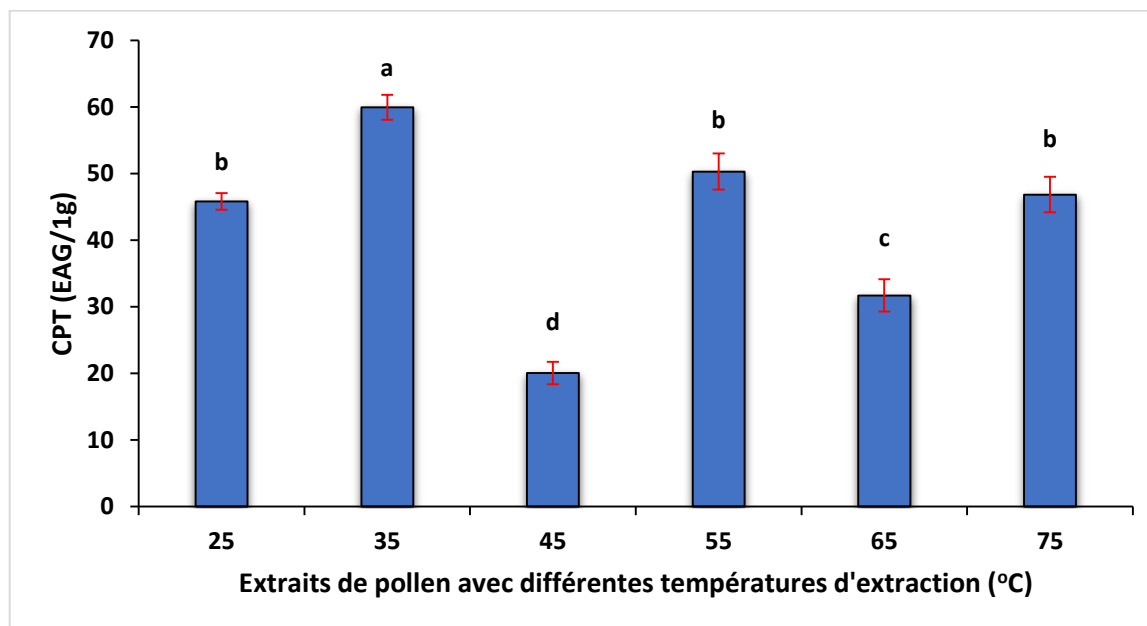 70
60
50
40
30
20
10
0
CPT (EAG/1g)
b
a
d
b
c
b
25 35 45 55 65 75
Extraits de pollen avec différentes températures d'extraction (ºC)